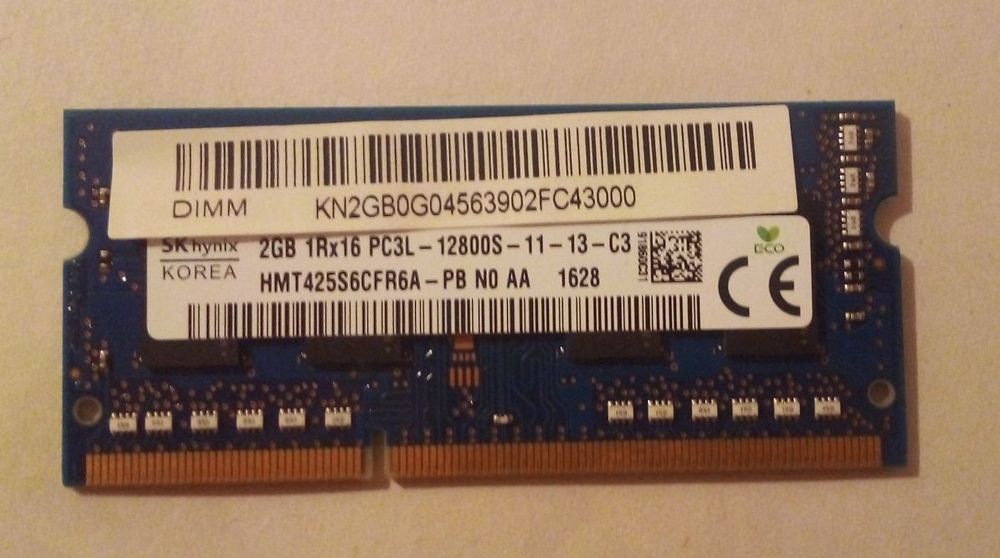 DIMM KN2GB0G04563902FC43000
SK hynix 2GB 1Rx16 PC3L-12800S-11-13-C3
KOREA HMT425S6CFR6A-PB N0 AA 1628
ECO
CE